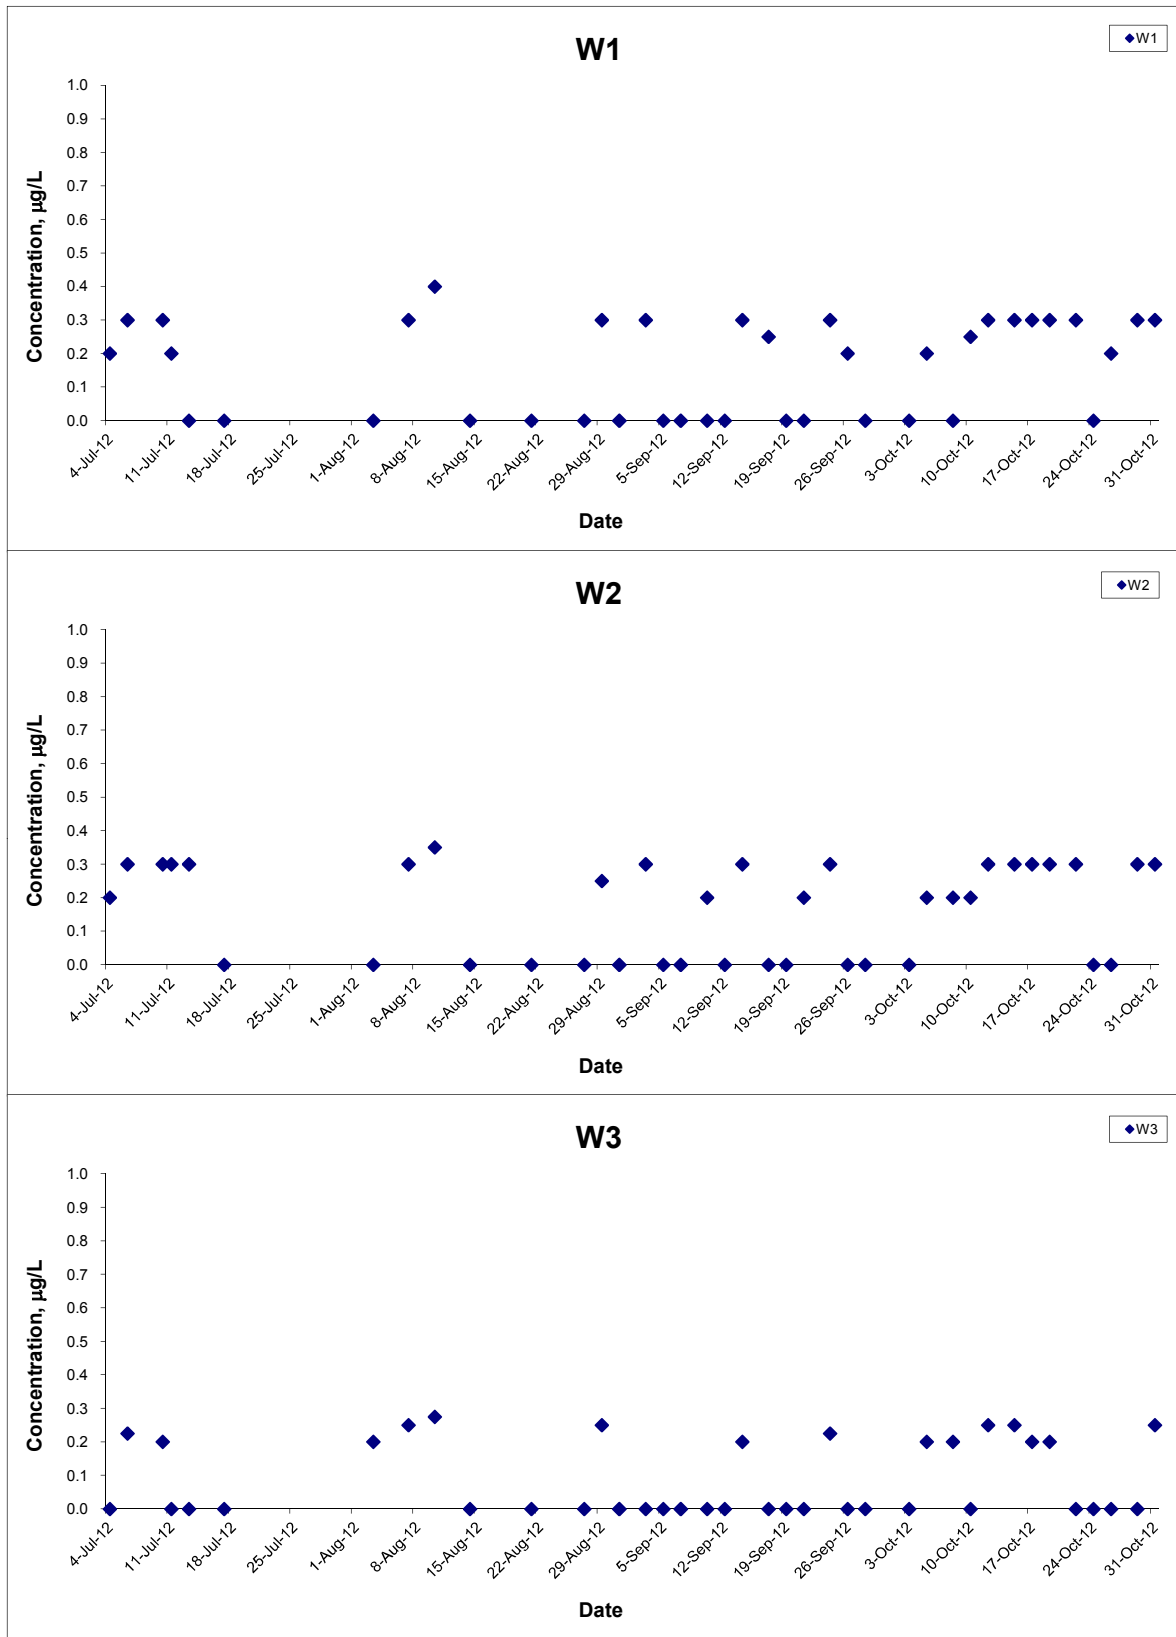 W1
W1
1.0
0.9
0.8
0.7
0.6
0.5
0.4
0.3
0.2
0.1
0.0
Concentration, µg/L
4-Jul-12
11-Jul-12
18-Jul-12
25-Jul-12
1-Aug-12
8-Aug-12
15-Aug-12
22-Aug-12
29-Aug-12
5-Sep-12
12-Sep-12
19-Sep-12
26-Sep-12
3-Oct-12
10-Oct-12
17-Oct-12
24-Oct-12
31-Oct-12
Date
W2
W2
1.0
0.9
0.8
0.7
0.6
0.5
0.4
0.3
0.2
0.1
0.0
Concentration, µg/L
4-Jul-12
11-Jul-12
18-Jul-12
25-Jul-12
1-Aug-12
8-Aug-12
15-Aug-12
22-Aug-12
29-Aug-12
5-Sep-12
12-Sep-12
19-Sep-12
26-Sep-12
3-Oct-12
10-Oct-12
17-Oct-12
24-Oct-12
31-Oct-12
Date
W3
W3
1.0
0.9
0.8
0.7
0.6
0.5
0.4
0.3
0.2
0.1
0.0
Concentration, µg/L
4-Jul-12
11-Jul-12
18-Jul-12
25-Jul-12
1-Aug-12
8-Aug-12
15-Aug-12
22-Aug-12
29-Aug-12
5-Sep-12
12-Sep-12
19-Sep-12
26-Sep-12
3-Oct-12
10-Oct-12
17-Oct-12
24-Oct-12
31-Oct-12
Date